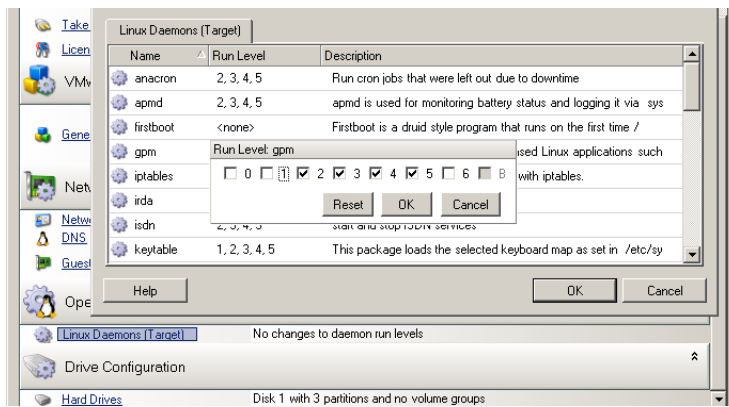 Take
Linux Daemons (Target)
Licen
Name Run Level Description
VMw
anacron 2, 3, 4, 5 Run cron jobs that were left out due to downtime
apmd 2, 3, 4, 5 apmd is used for monitoring battery status and logging it via sys
Gene
firstboot <none> Firstboot is a druid style program that runs on the first time /
gpm Run Level: gpm sed Linux applications such
iptables 0 1 2 3 4 5 6 B with iptables.
Netw
irda Reset OK Cancel
Netwo
isdn 2, 3, 4, 5 start and stop ISDN services
DNS
keytable 1, 2, 3, 4, 5 This package loads the selected keyboard map as set in /etc/sy
Guest
Help OK Cancel
Ope
Linux Daemons (Target) No changes to daemon run levels
Drive Configuration
Hard Drives Disk 1 with 3 partitions and no volume groups